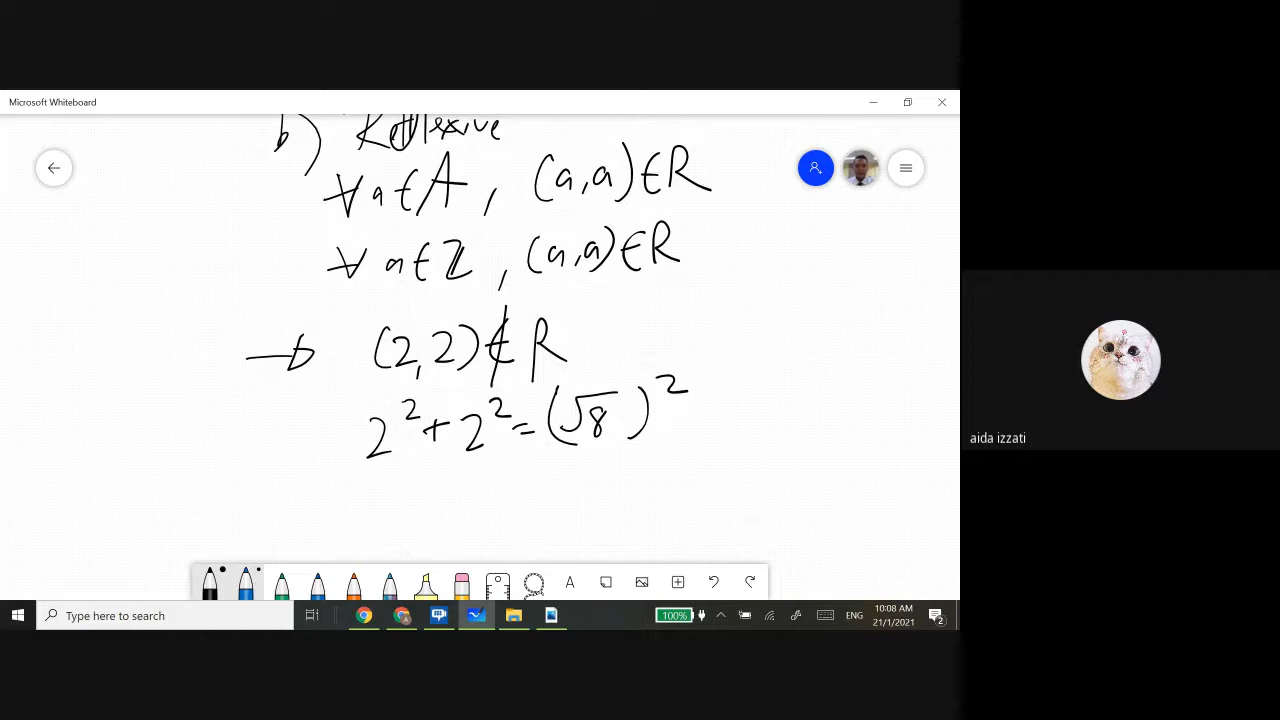 Microsoft Whiteboard
b) Reflexive
∀a∈A, (a,a)∈R
∀a∈ℤ, (a,a)∈R
→ (2,2)∉R
2²+2²=(√8)²
aida izzati
A
Type here to search
100%
ENG
10:08 AM
21/1/2021
2